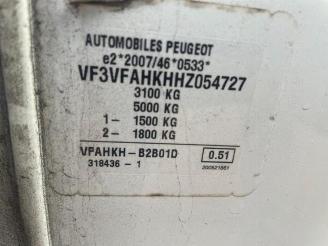 AUTOMOBILES PEUGEOT
e2*2007/46*0533*
VF3VFAHKHHZ054727
3100 KG
5000 KG
1- 1500 KG
2- 1800 KG
VFAHKH-B2B01D 0.51
318436-1